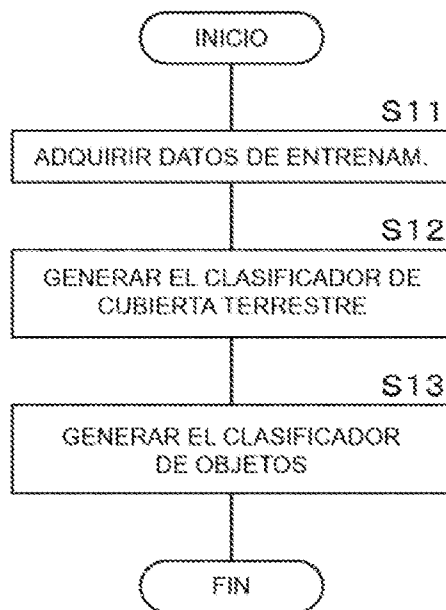 INICIO
S11
ADQUIRIR DATOS DE ENTRENAM.
S12
GENERAR EL CLASIFICADOR DE
CUBIERTA TERRESTRE
S13
GENERAR EL CLASIFICADOR
DE OBJETOS
FIN